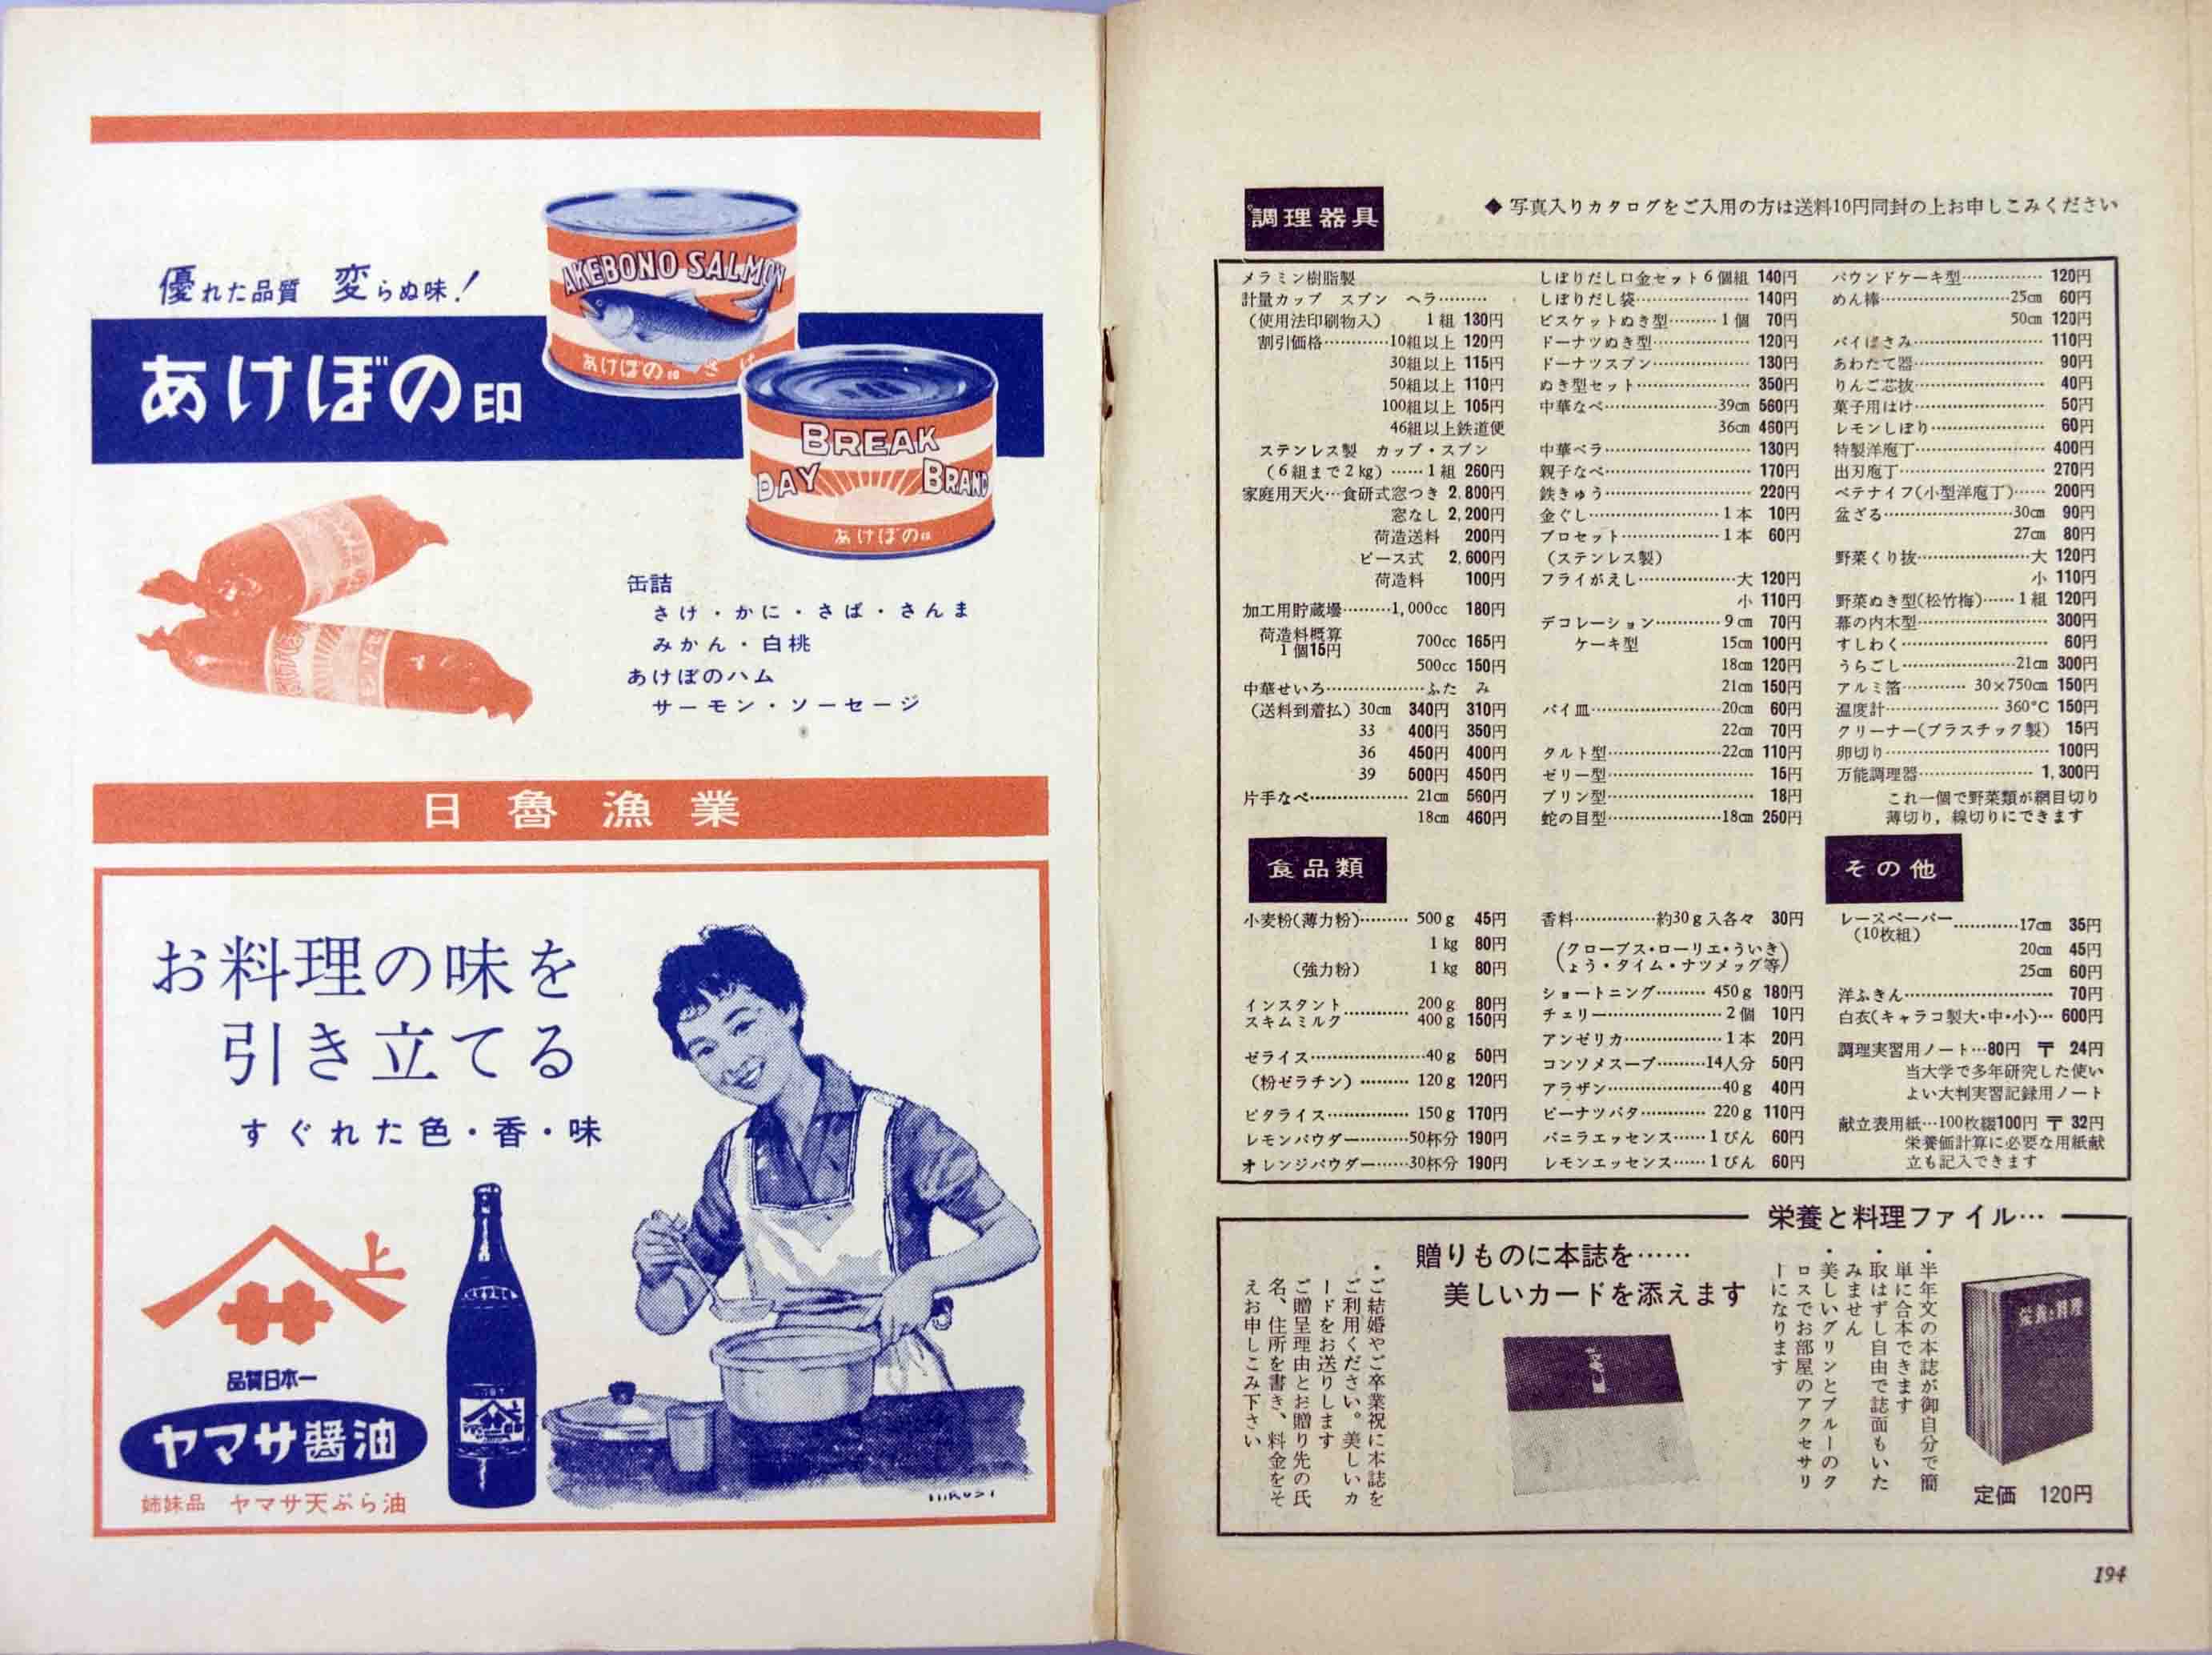 優れた品質 変らぬ味!
あけぼの印
AKEBONO SALMON
あけぼの印 さけ
BREAK
DAY BRAND
あけぼの印
缶詰
さけ・かに・さば・さんま
みかん・白桃
あけぼのハム
サーモン・ソーセージ
日魯漁業
お料理の味を
引き立てる
すぐれた色・香・味
上
品質日本一
ヤマサ醤油
姉妹品 ヤマサ天ぷら油
調理器具
◆写真入りカタログをご入用の方は送料10円同封の上お申しこみください
メラミン樹脂製
計量カップ スプン ヘラ………
(使用法印刷物入) 1組 130円
割引価格…………10組以上 120円
30組以上 115円
50組以上 110円
100組以上 105円
46組以上鉄道便
ステンレス製 カップ・スプン
(6組まで2kg)……1組 260円
家庭用天火…食研式窓つき 2,800円
窓なし 2,200円
荷造送料 200円
ピース式 2,600円
荷造料 100円
加工用貯蔵壜………1,000cc 180円
荷造料概算 700cc 165円
1個15円
500cc 150円
中華せいろ………………ふた み
(送料到着払) 30cm 340円 310円
33 400円 350円
36 450円 400円
39 500円 450円
片手なべ……………… 21cm 560円
18cm 460円
しぼりだし口金セット6個組 140円
しぼりだし袋………………… 140円
ビスケットぬき型………1個 70円
ドーナツぬき型……………… 120円
ドーナツスプン……………… 130円
ぬき型セット………………… 350円
中華なべ…………………39cm 560円
36cm 460円
中華ベラ……………………… 130円
親子なべ……………………… 170円
鉄きゅう……………………… 220円
金ぐし……………………1本 10円
プロセット………………1本 60円
(ステンレス製)
フライがえし………………大 120円
小 110円
デコレーション…………9cm 70円
ケーキ型 15cm 100円
18cm 120円
21cm 150円
パイ皿……………………20cm 60円
22cm 70円
タルト型…………………22cm 110円
ゼリー型……………………… 15円
プリン型……………………… 18円
蛇の目型…………………18cm 250円
パウンドケーキ型…………… 120円
めん棒……………………25cm 60円
50cm 120円
パイばさみ…………………… 110円
あわたて器…………………… 90円
りんご芯抜…………………… 40円
菓子用はけ…………………… 50円
レモンしぼり………………… 60円
特製洋庖丁…………………… 400円
出刃庖丁……………………… 270円
ペテナイフ(小型洋庖丁)…… 200円
盆ざる……………………30cm 90円
27cm 80円
野菜くり抜…………………大 120円
小 110円
野菜ぬき型(松竹梅)……1組 120円
幕の内木型…………………… 300円
すしわく……………………… 60円
うらごし…………………21cm 300円
アルミ箔………… 30×750cm 150円
温度計………………… 360℃ 150円
クリーナー(プラスチック製) 15円
卵切り………………………… 100円
万能調理器………………… 1,300円
これ一個で野菜類が網目切り
薄切り,線切りにできます
食品類
小麦粉(薄力粉)……… 500g 45円
1kg 80円
(強力粉) 1kg 80円
インスタント 200g 80円
スキムミルク………… 400g 150円
ゼライス…………………40g 50円
(粉ゼラチン)……… 120g 120円
ビタライス…………… 150g 170円
レモンパウダー………50杯分 190円
オレンジパウダー……30杯分 190円
香料……………約30g入各々 30円
(クローブス・ローリエ・ういき
ょう・タイム・ナツメッグ等)
ショートニング……… 450g 180円
チェリー…………………2個 10円
アンゼリカ………………1本 20円
コンソメスープ………14人分 50円
アラザン…………………40g 40円
ピーナツバタ………… 220g 110円
バニラエッセンス……1びん 60円
レモンエッセンス……1びん 60円
その他
レースペーパー…………17cm 35円
(10枚組)
20cm 45円
25cm 60円
洋ふきん……………………… 70円
白衣(キャラコ製大・中・小)… 600円
調理実習用ノート…80円 〒 24円
当大学で多年研究した使い
よい大判実習記録用ノート
献立表用紙…100枚綴100円 〒 32円
栄養価計算に必要な用紙献
立も記入できます
栄養と料理ファイル…
・半年文の本誌が御自分で簡
単に合本できます
・取はずし自由で誌面もいた
みません
・美しいグリンとブルーのク
ロスでお部屋のアクセサリ
ーになります
栄養と料理
定価 120円
贈りものに本誌を……
美しいカードを添えます
・ご結婚やご卒業祝に本誌を
ご利用ください。美しいカ
ードをお送りします
ご贈呈理由とお贈り先の氏
名、住所を書き、料金をそ
えお申しこみ下さい
194